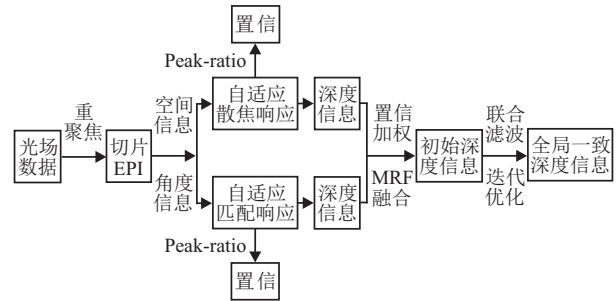 置信
Peak-ratio
光场
数据
重
聚焦
切片
EPI
空间
信息
角度
信息
自适应
散焦响应
深度
信息
自适应
匹配响应
深度
信息
Peak-ratio
置信
置信
加权
MRF
融合
初始深
度信息
联合
滤波
迭代
优化
全局一致
深度信息